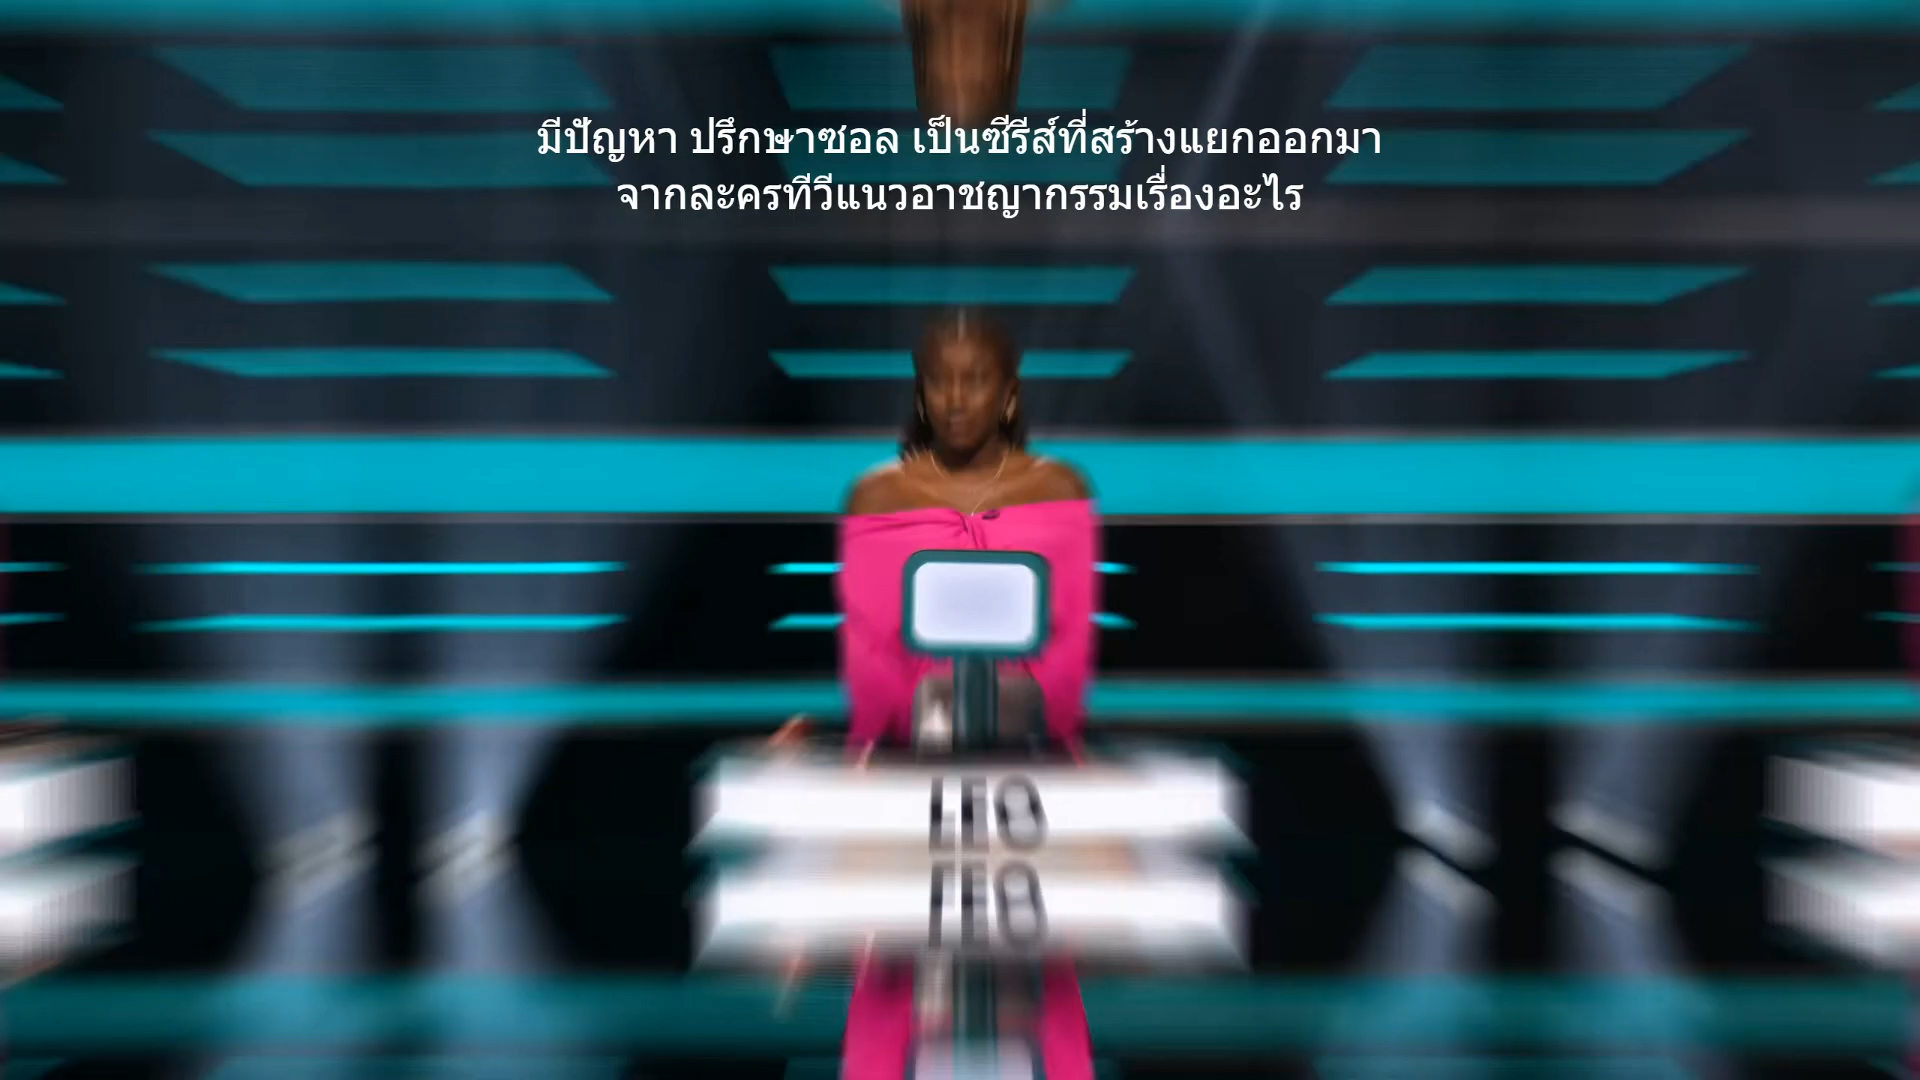 มีปัญหา ปรึกษาซอล เป็นซีรีส์ที่สร้างแยกออกมา
จากละครทีวีแนวอาชญากรรมเรื่องอะไร
LEO